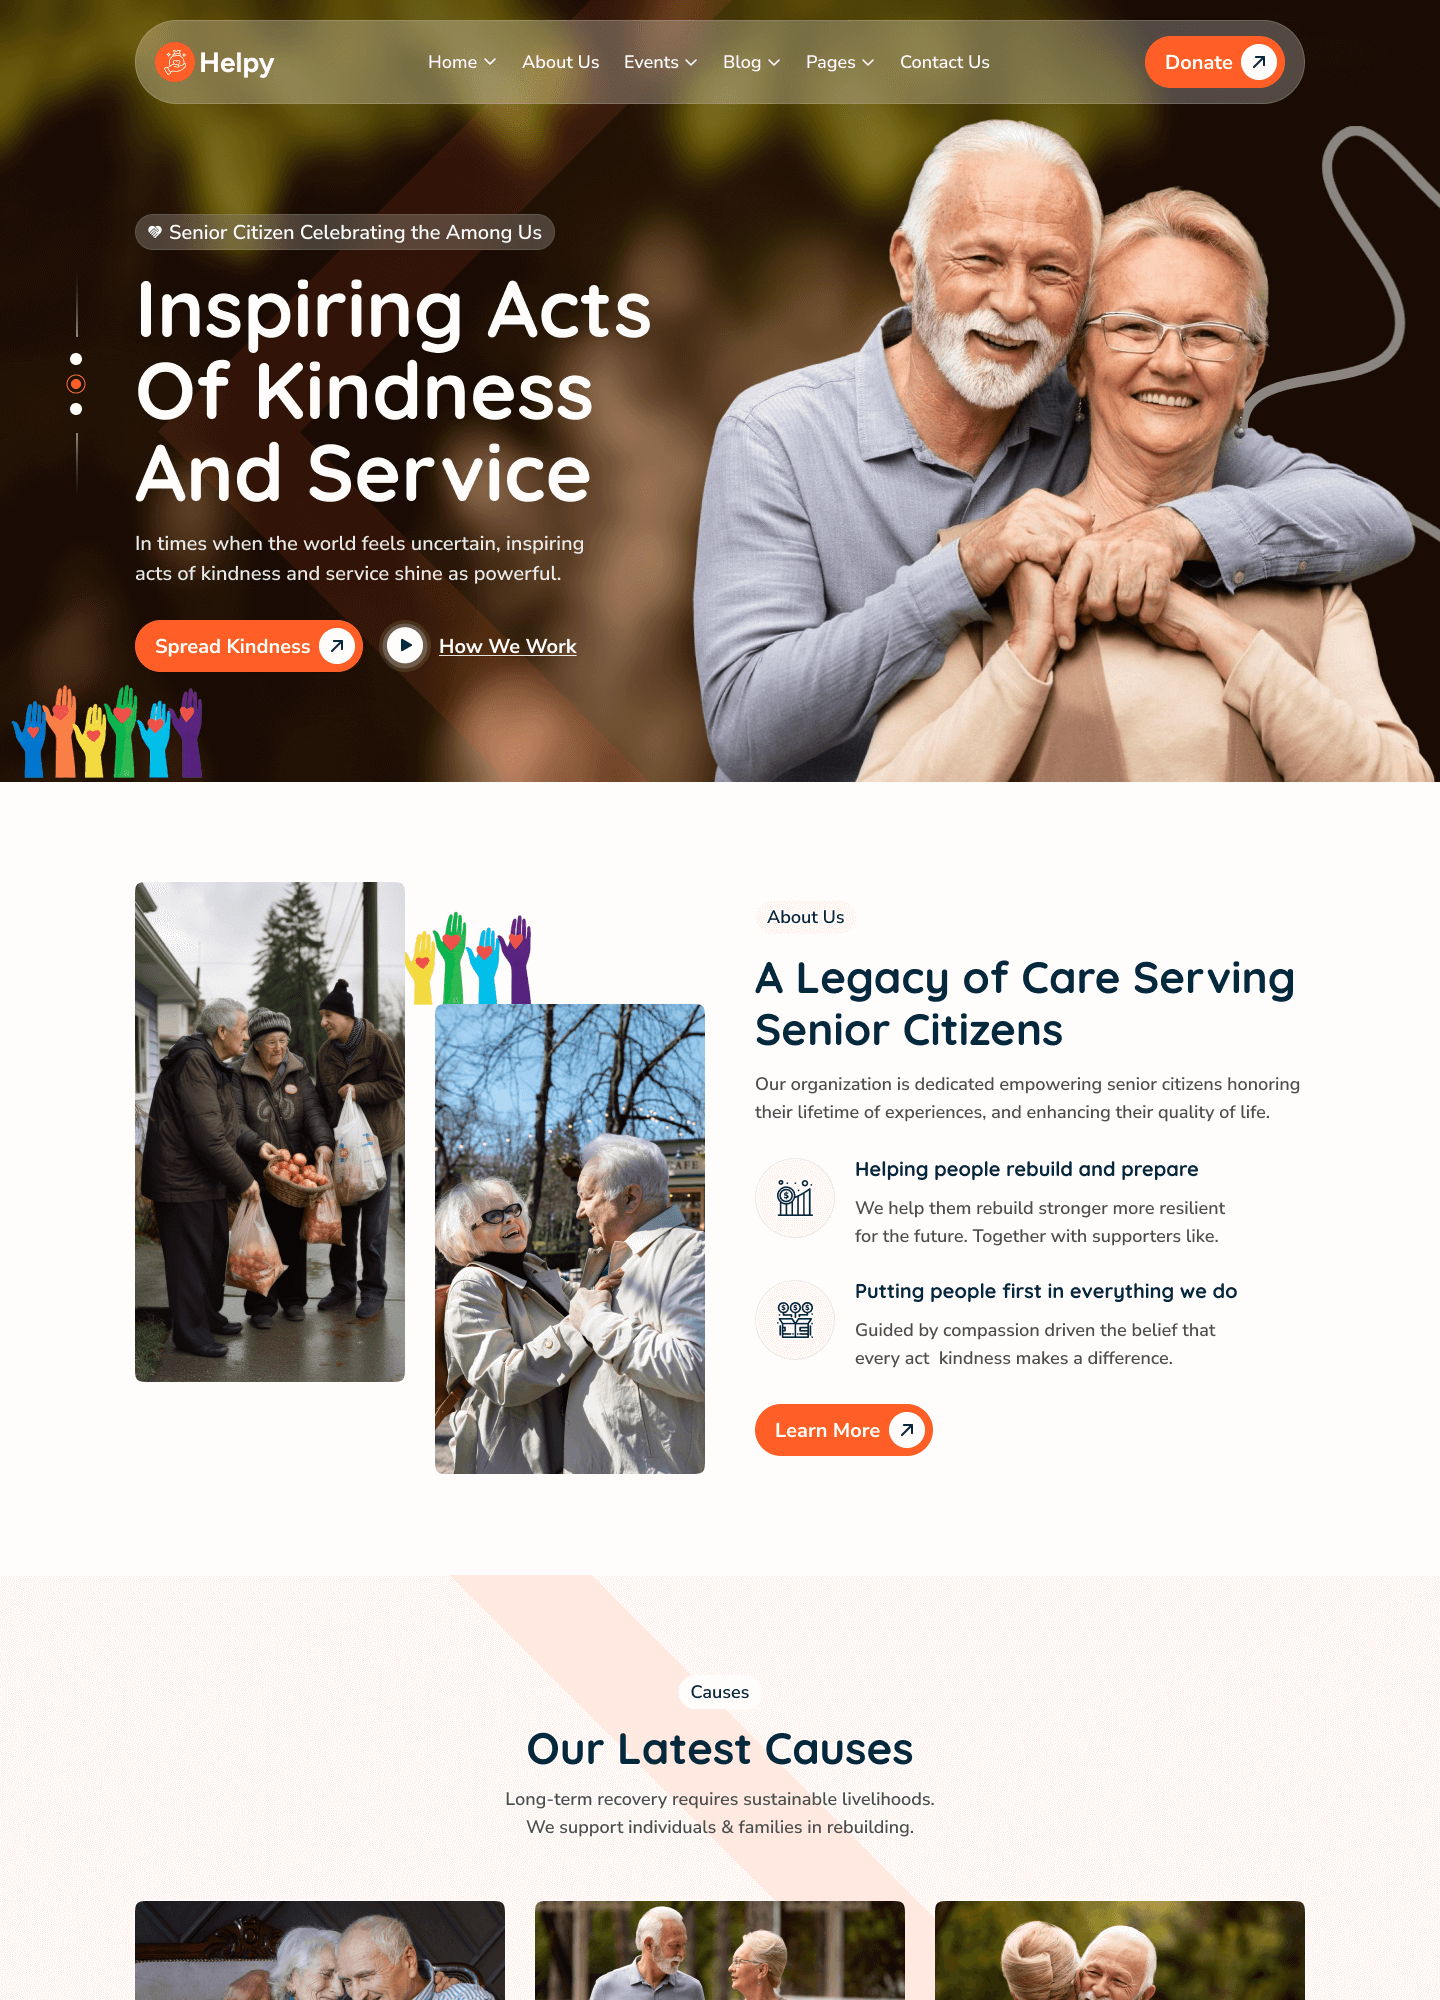 Helpy
Home
About Us
Events
Blog
Pages
Contact Us
Donate
Senior Citizen Celebrating the Among Us
Inspiring Acts
Of Kindness
And Service
In times when the world feels uncertain, inspiring
acts of kindness and service shine as powerful.
Spread Kindness
How We Work
About Us
A Legacy of Care Serving
Senior Citizens
Our organization is dedicated empowering senior citizens honoring
their lifetime of experiences, and enhancing their quality of life.
Helping people rebuild and prepare
We help them rebuild stronger more resilient
for the future. Together with supporters like.
Putting people first in everything we do
Guided by compassion driven the belief that
every act  kindness makes a difference.
Learn More
Causes
Our Latest Causes
Long-term recovery requires sustainable livelihoods.
We support individuals & families in rebuilding.